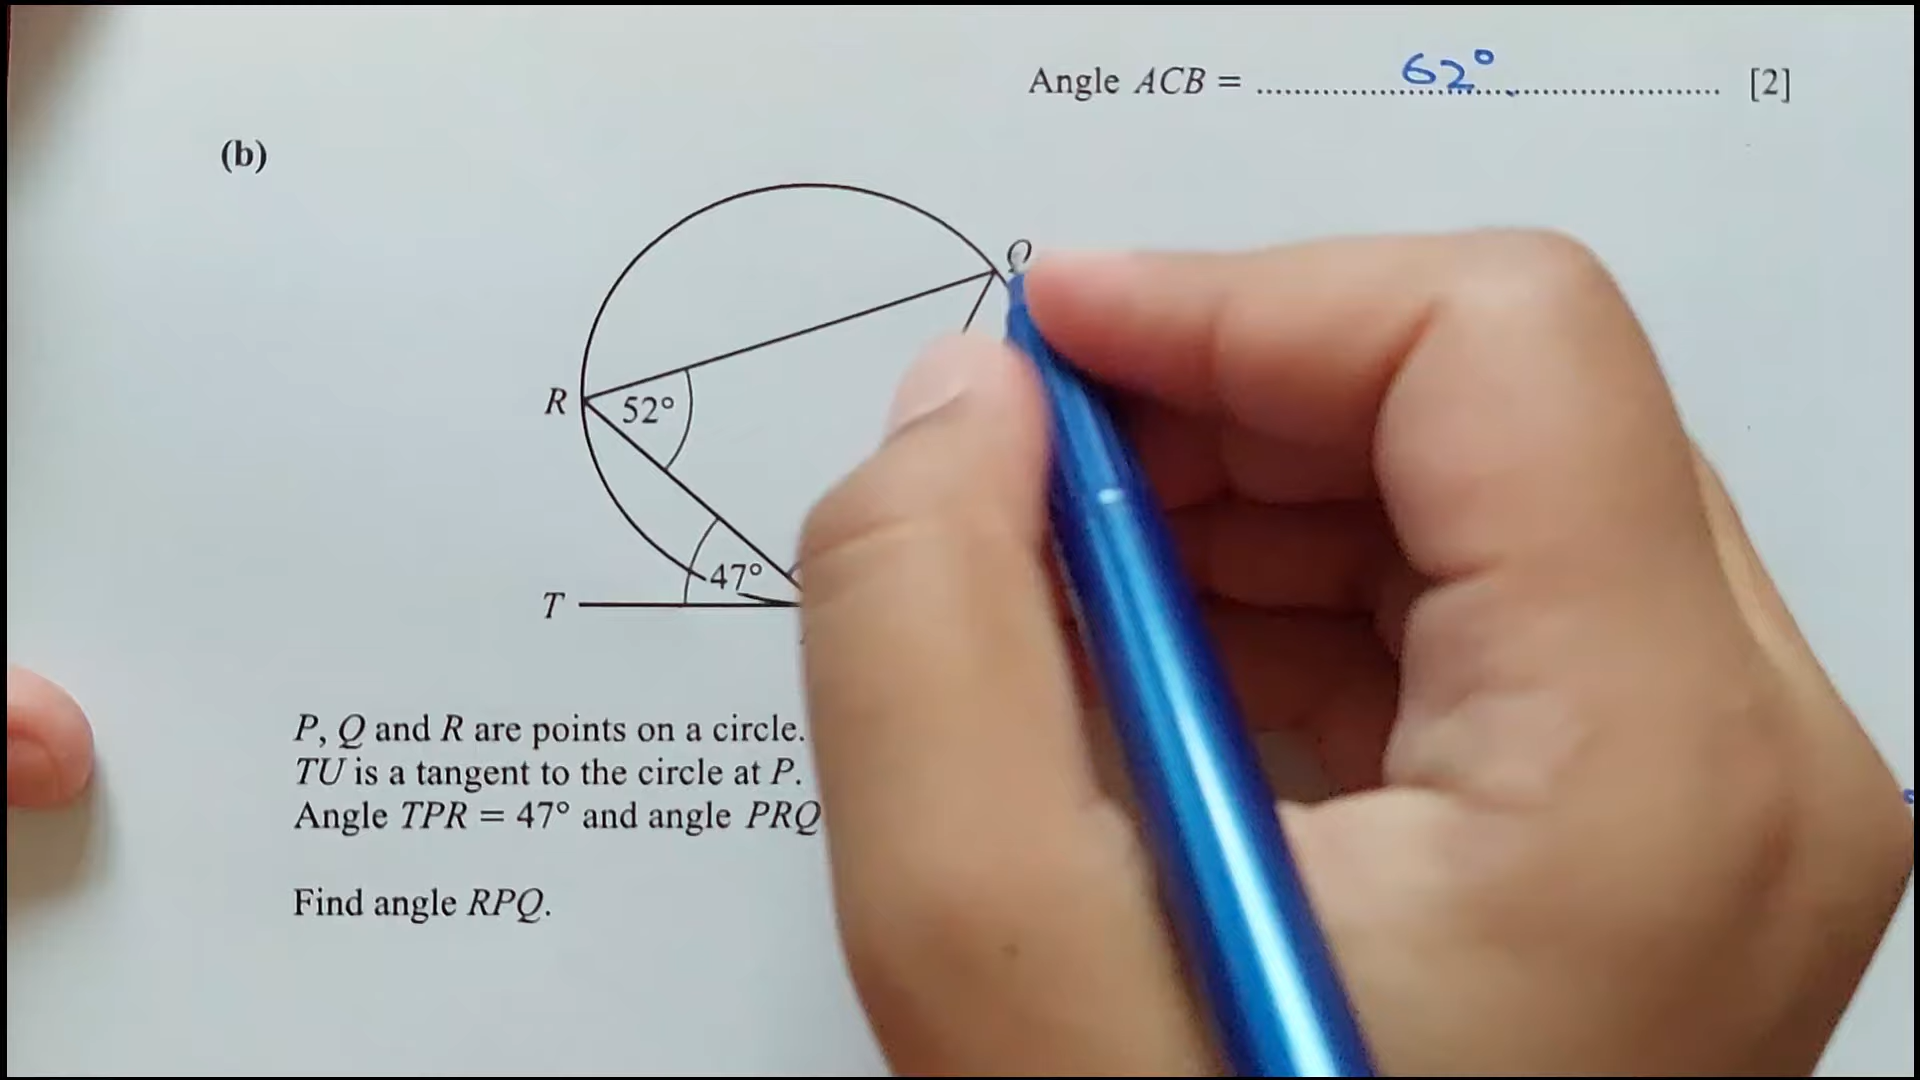 Angle ACB = ........................................ [2]
62°
(b)
Q
R
52°
47°
T
P, Q and R are points on a circle.
TU is a tangent to the circle at P.
Angle TPR = 47° and angle PRQ
Find angle RPQ.